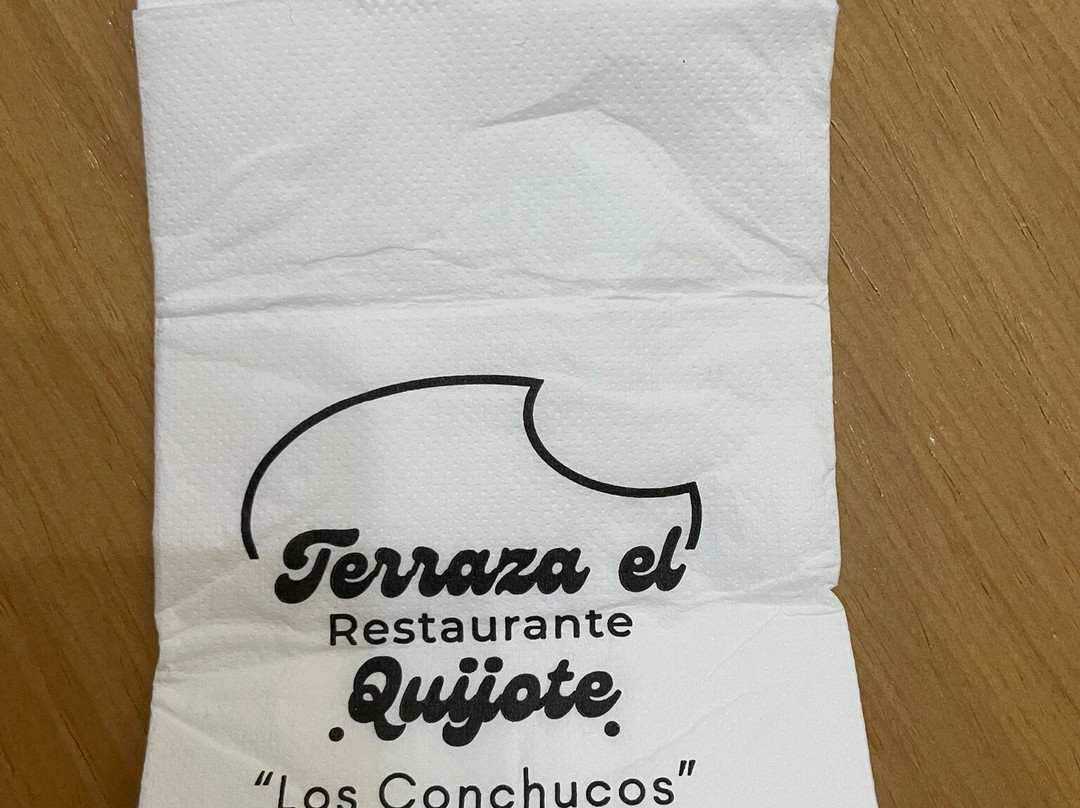 Terraza el
Restaurante
Quijote
"Los Conchucos"